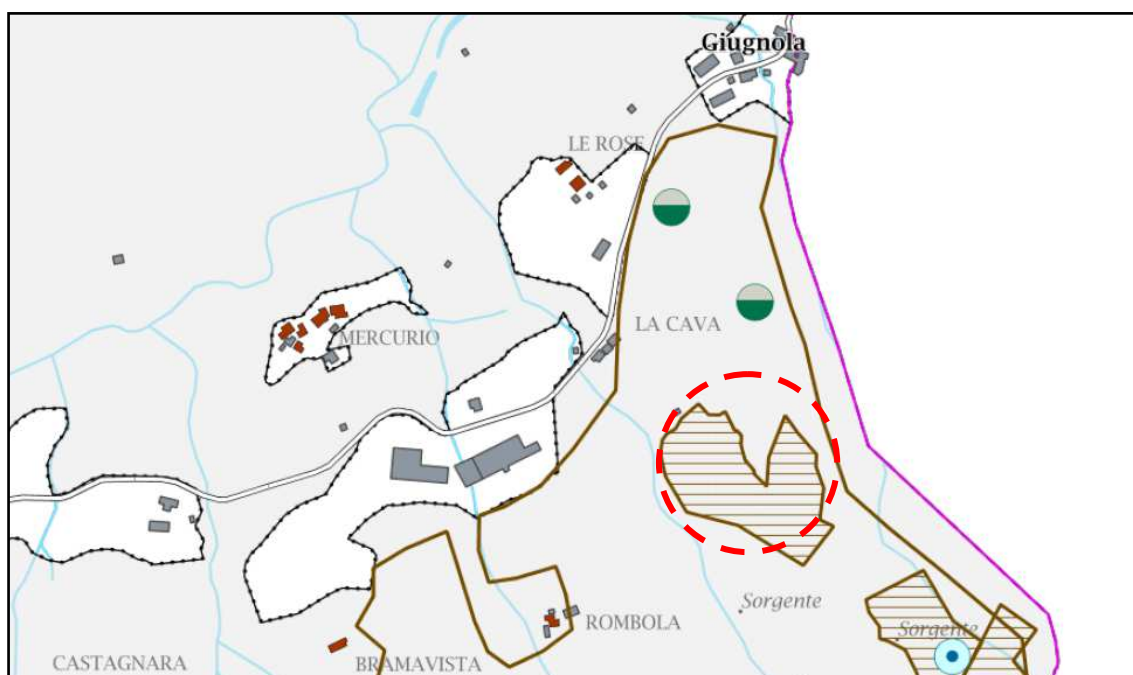 Giugnola
LE ROSE
LA CAVA
MERCURIO
Sorgente
ROMBOLA
Sorgente
CASTAGNARA
BRAMAVISTA